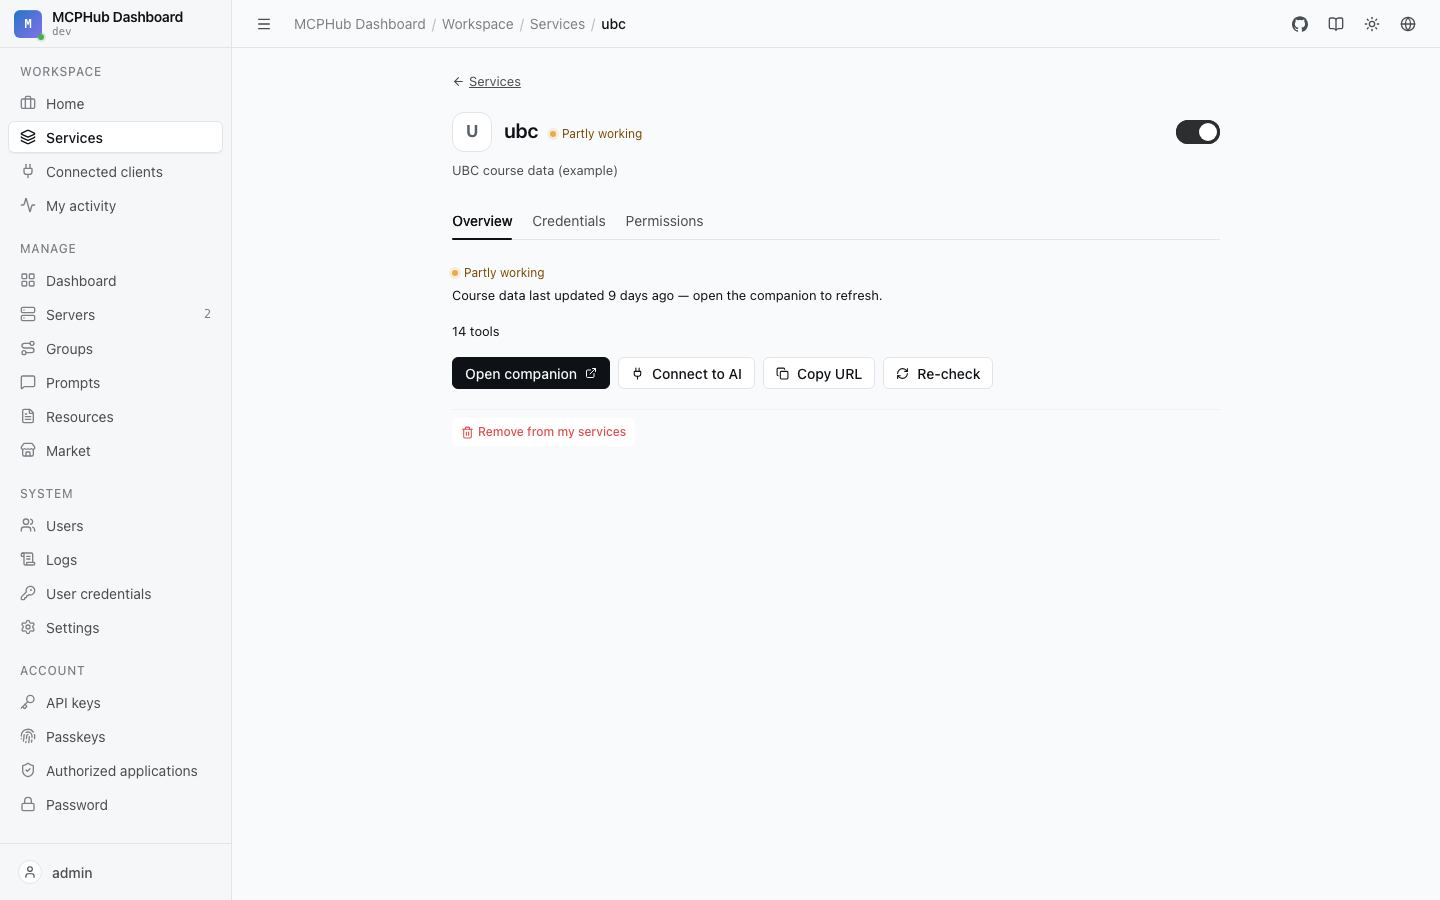 M
MCPHub Dashboard
dev
MCPHub Dashboard / Workspace / Services / ubc
WORKSPACE
Home
Services
Connected clients
My activity
MANAGE
Dashboard
Servers 2
Groups
Prompts
Resources
Market
SYSTEM
Users
Logs
User credentials
Settings
ACCOUNT
API keys
Passkeys
Authorized applications
Password
admin
← Services
U
ubc Partly working
UBC course data (example)
Overview Credentials Permissions
Partly working
Course data last updated 9 days ago — open the companion to refresh.
14 tools
Open companion Connect to AI Copy URL Re-check
Remove from my services